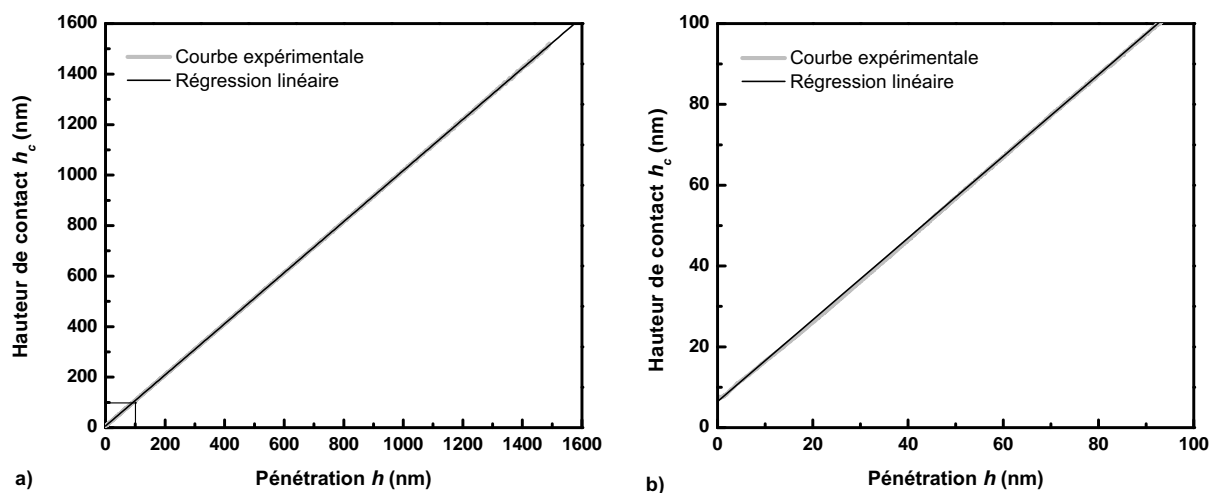 1600
1400
1200
1000
800
600
400
200
0
Hauteur de contact h_c (nm)
Courbe expérimentale
Régression linéaire
0 200 400 600 800 1000 1200 1400 1600
Pénétration h (nm)
a)
100
80
60
40
20
0
Hauteur de contact h_c (nm)
Courbe expérimentale
Régression linéaire
0 20 40 60 80 100
Pénétration h (nm)
b)